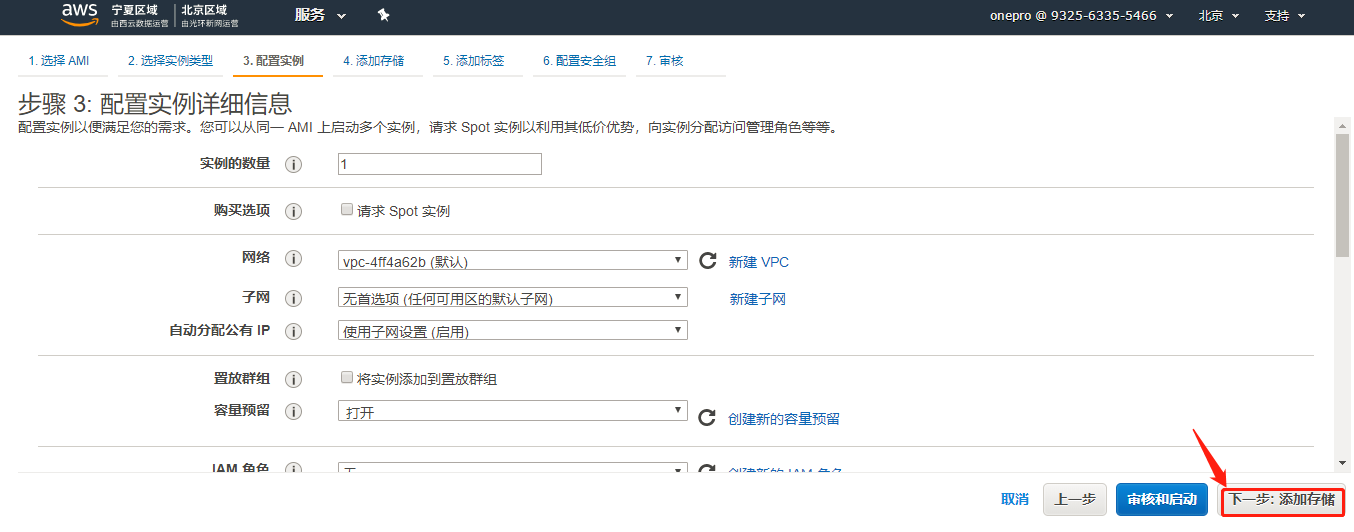 aws 宁夏区域 由西云数据运营 北京区域 由光环新网运营 服务 onepro @ 9325-6335-5466 北京 支持
1. 选择 AMI 2. 选择实例类型 3. 配置实例 4. 添加存储 5. 添加标签 6. 配置安全组 7. 审核
步骤 3: 配置实例详细信息
配置实例以便满足您的需求。您可以从同一 AMI 上启动多个实例，请求 Spot 实例以利用其低价优势，向实例分配访问管理角色等等。
实例的数量 1
购买选项 请求 Spot 实例
网络 vpc-4ff4a62b (默认) 新建 VPC
子网 无首选项 (任何可用区的默认子网) 新建子网
自动分配公有 IP 使用子网设置 (启用)
置放群组 将实例添加到置放群组
容量预留 打开 创建新的容量预留
IAM 角色 无 创建新的 IAM 角色
取消 上一步 审核和启动 下一步: 添加存储